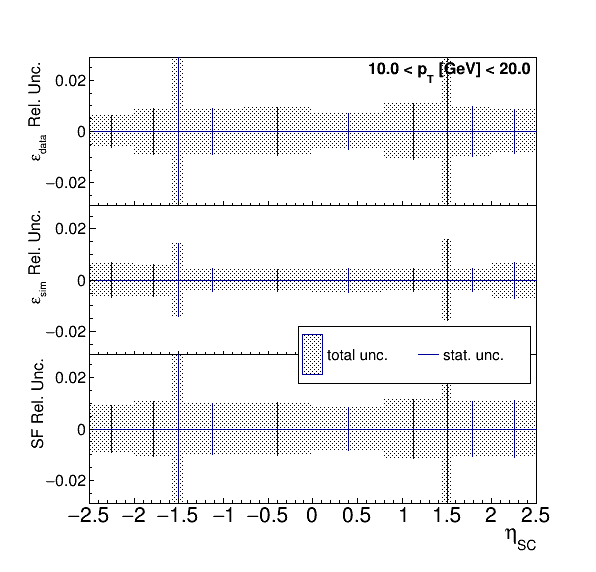 10.0 < p_T [GeV] < 20.0
ε_data Rel. Unc.
0.02
0
−0.02
ε_sim Rel. Unc.
0.02
0
−0.02
total unc. stat. unc.
SF Rel. Unc.
0.02
0
−0.02
−2.5 −2 −1.5 −1 −0.5 0 0.5 1 1.5 2 2.5
η_SC